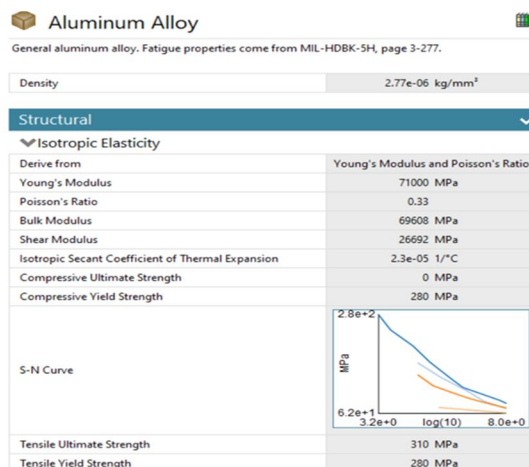 Aluminum Alloy
General aluminum alloy. Fatigue properties come from MIL-HDBK-5H, page 3-277.
Density 2.77e-06 kg/mm³
Structural
Isotropic Elasticity
Derive from Young's Modulus and Poisson's Ratio
Young's Modulus 71000 MPa
Poisson's Ratio 0.33
Bulk Modulus 69608 MPa
Shear Modulus 26692 MPa
Isotropic Secant Coefficient of Thermal Expansion 2.3e-05 1/°C
Compressive Ultimate Strength 0 MPa
Compressive Yield Strength 280 MPa
2.8e+2
MPa
S-N Curve
6.2e+1
3.2e+0 log(10) 8.0e+0
Tensile Ultimate Strength 310 MPa
Tensile Yield Strength 280 MPa